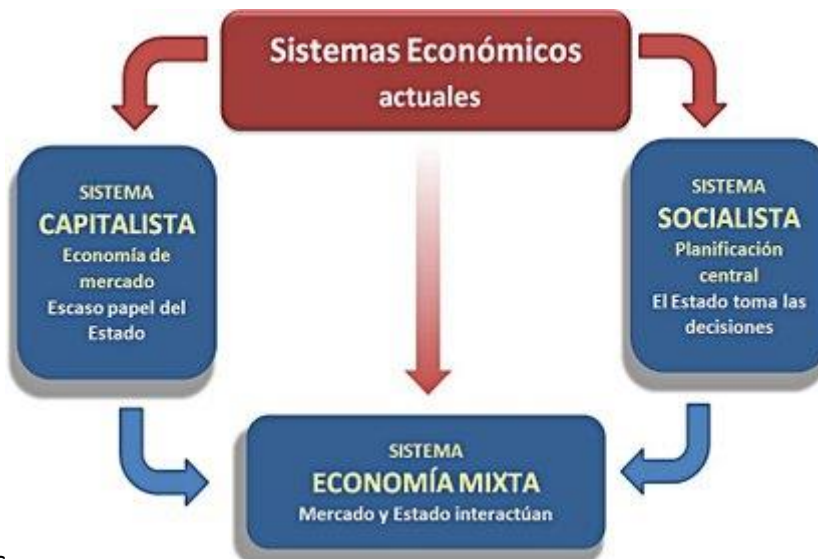 Sistemas Económicos
actuales
SISTEMA
CAPITALISTA
Economía de
mercado
Escaso papel del
Estado
SISTEMA
SOCIALISTA
Planificación
central
El Estado toma las
decisiones
SISTEMA
ECONOMÍA MIXTA
Mercado y Estado interactúan